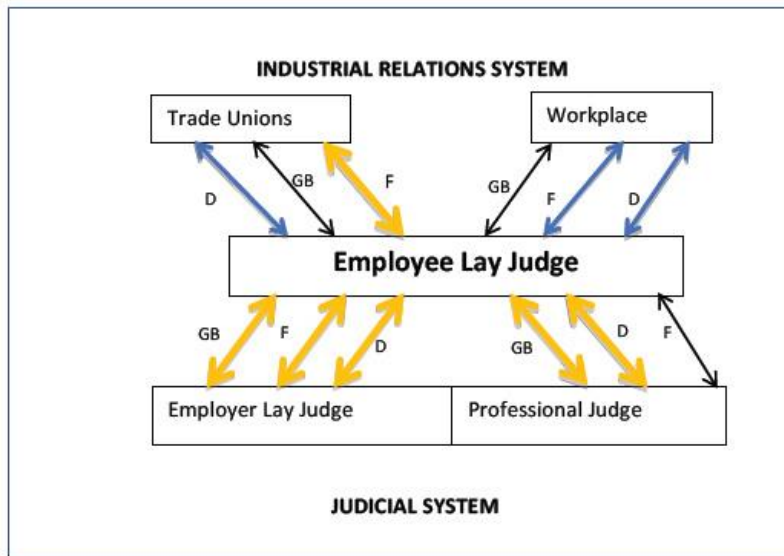 INDUSTRIAL RELATIONS SYSTEM
Trade Unions
Workplace
D
GB
F
GB
F
D
Employee Lay Judge
GB
F
D
GB
D
F
Employer Lay Judge
Professional Judge
JUDICIAL SYSTEM